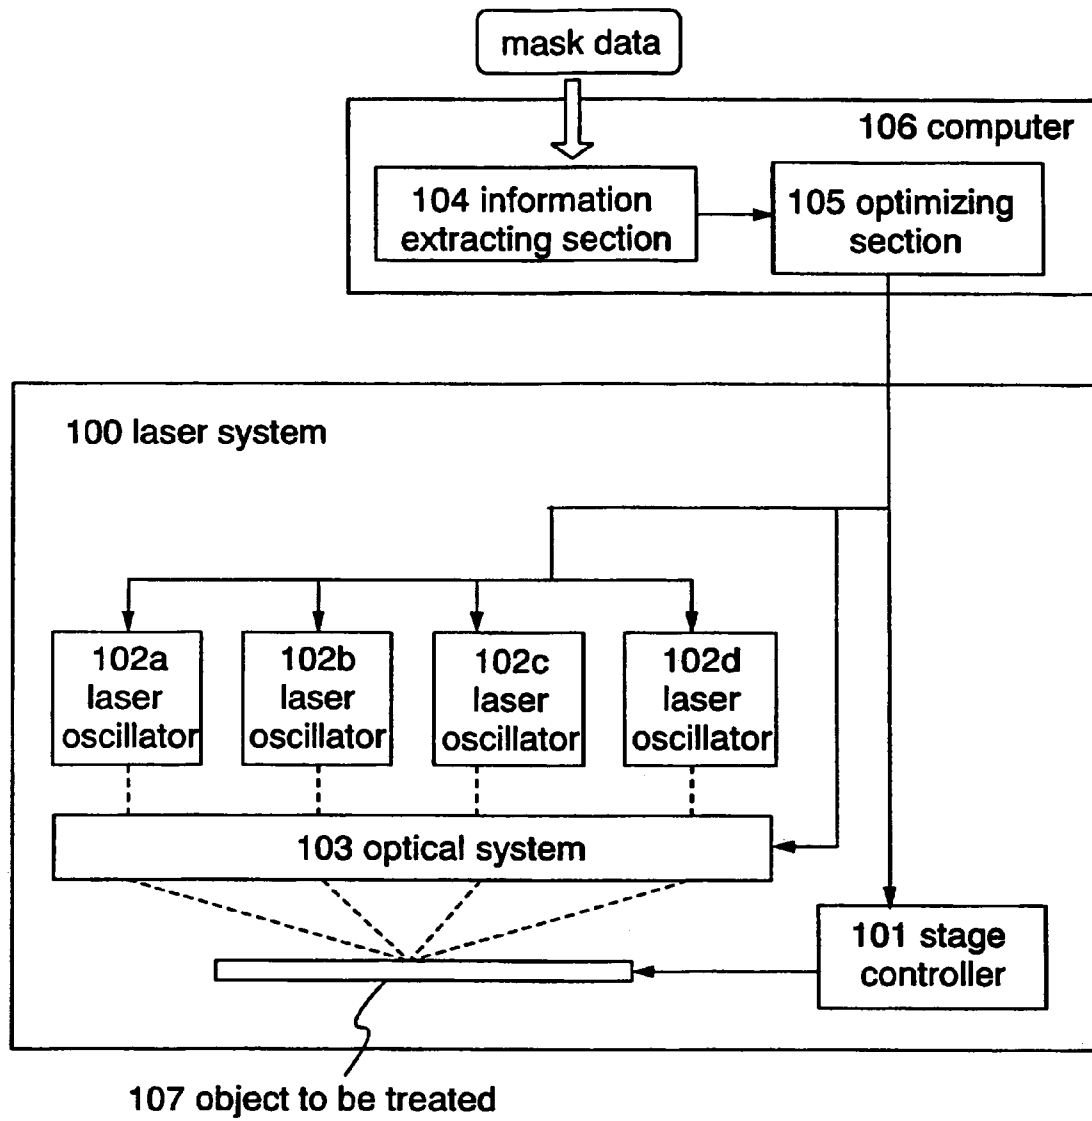 mask data
106 computer
104 information
extracting section
105 optimizing
section
100 laser system
102a
laser
oscillator
102b
laser
oscillator
102c
laser
oscillator
102d
laser
oscillator
103 optical system
101 stage
controller
107 object to be treated